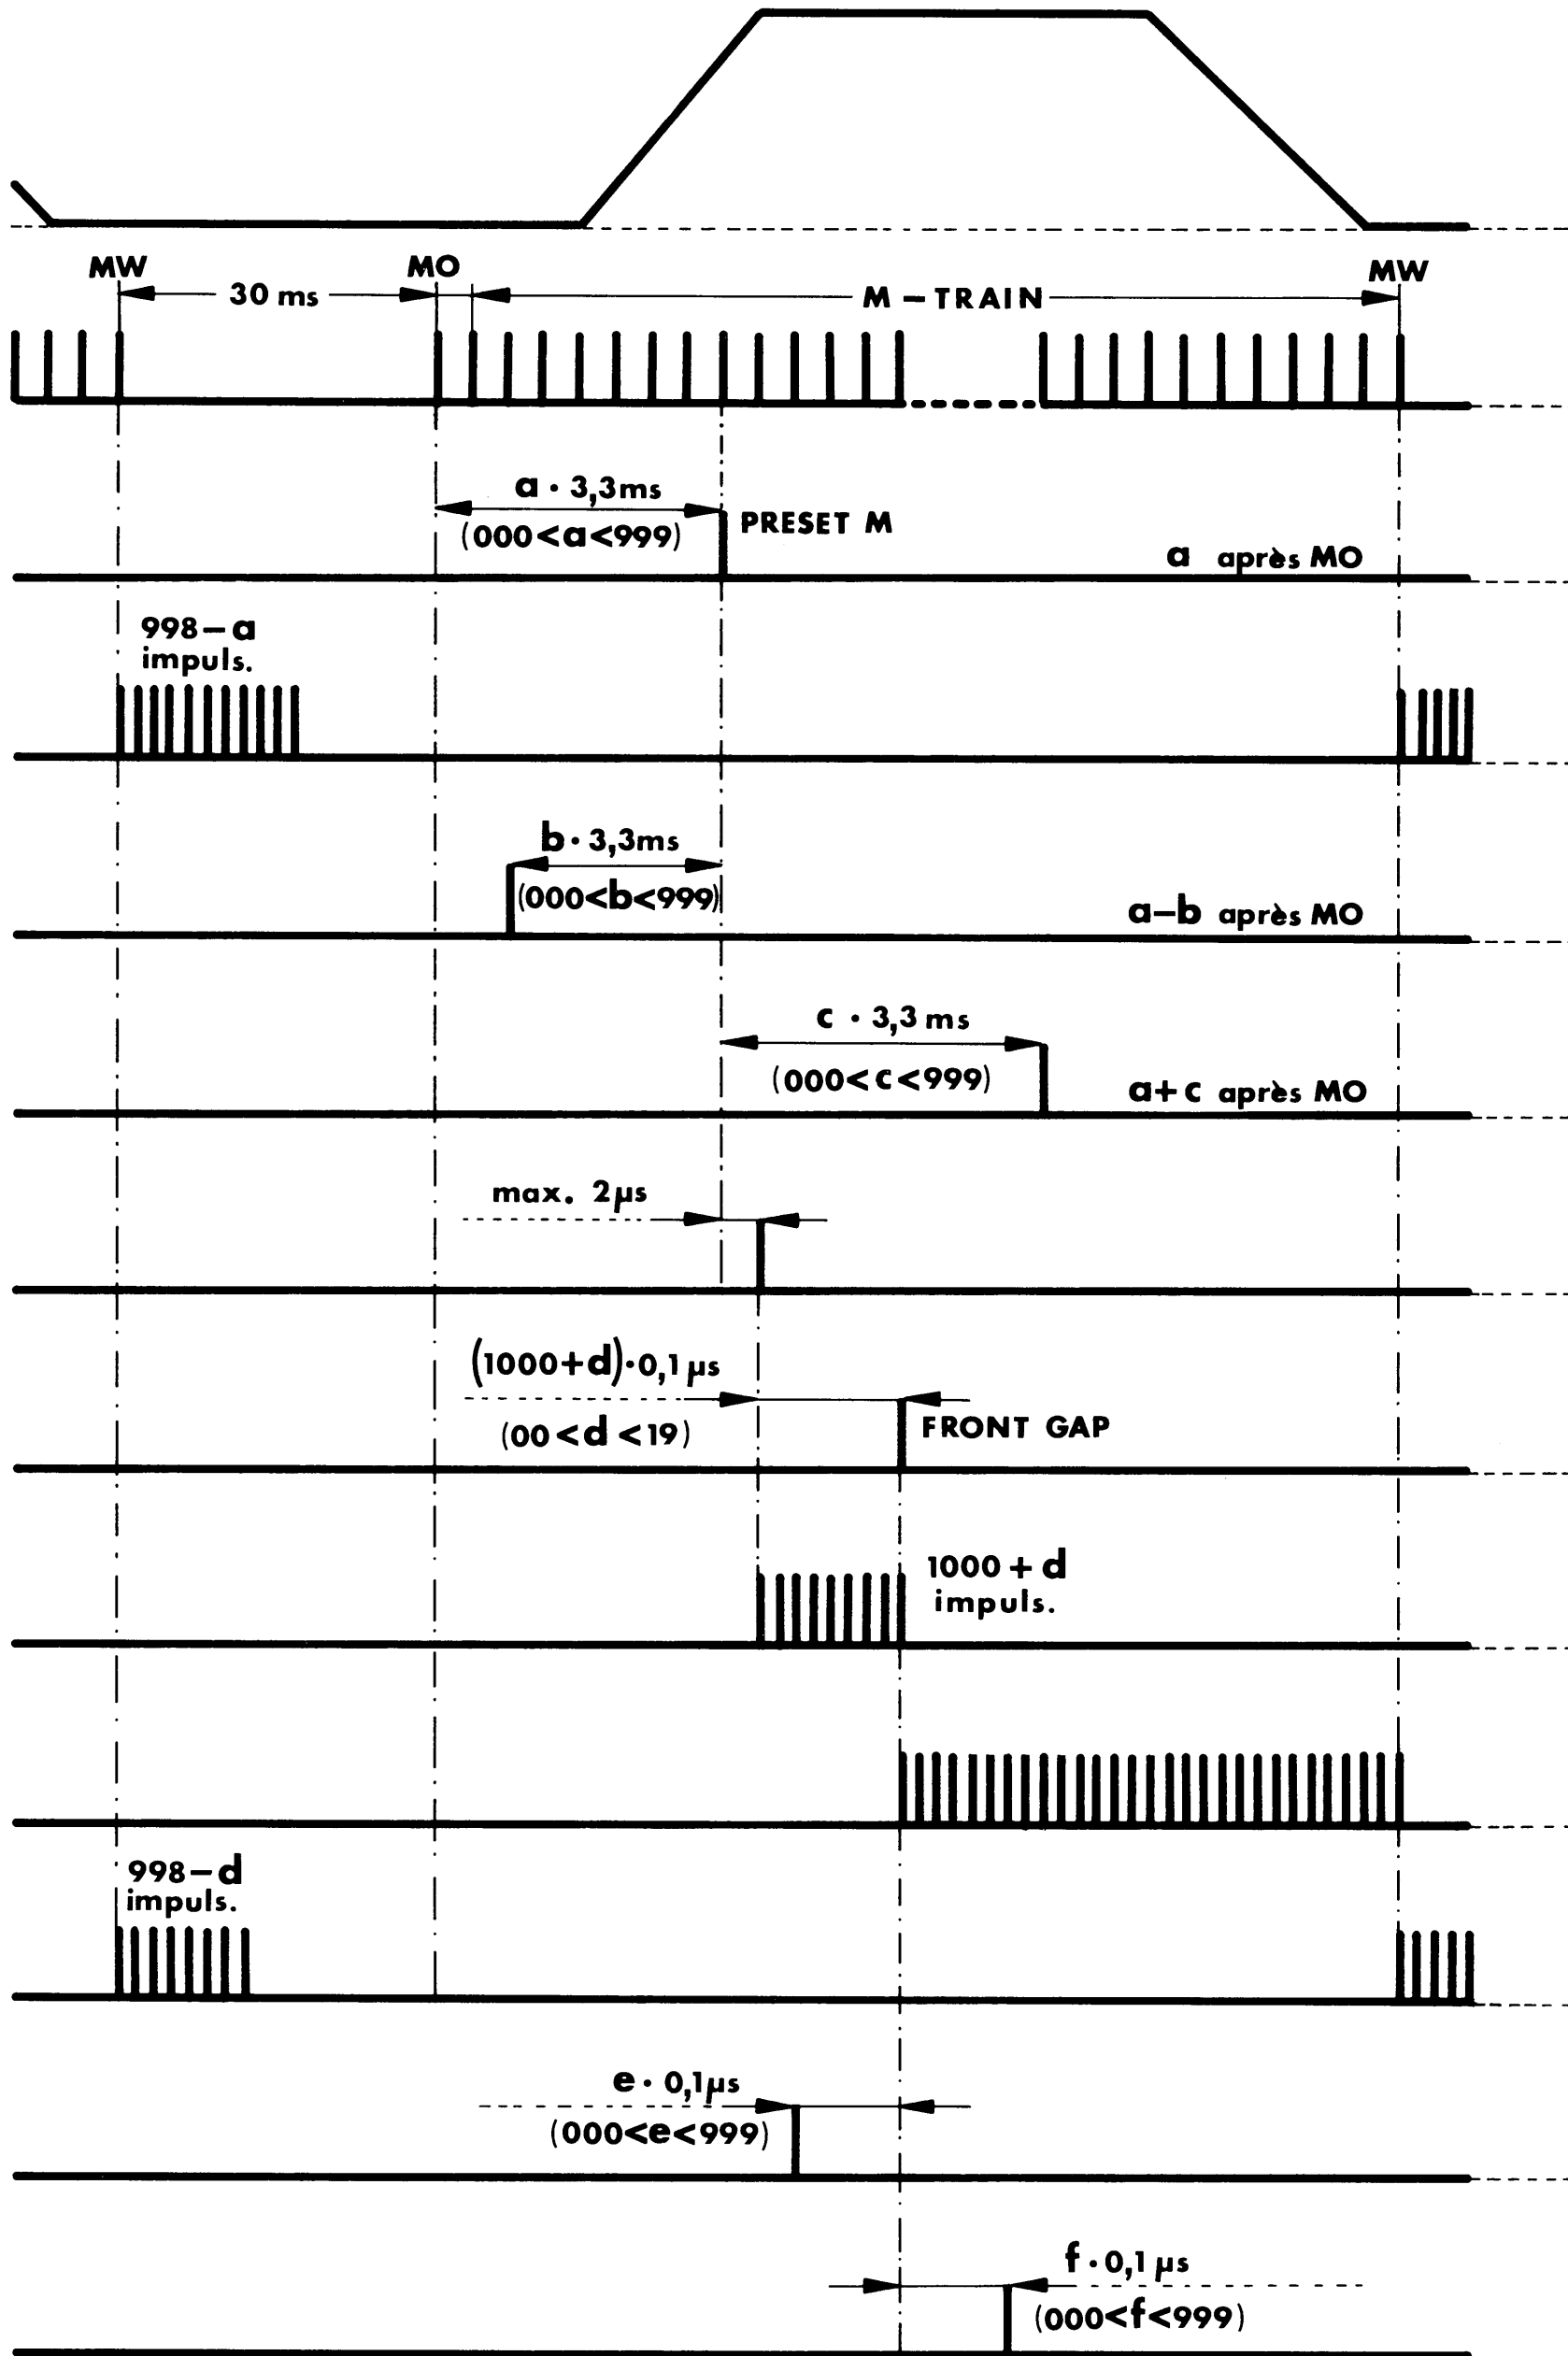 MW
MO
MW
30 ms
M – TRAIN
a · 3,3ms
(000<a<999)
PRESET M
a après MO
998–a
impuls.
b · 3,3ms
(000<b<999)
a–b après MO
c · 3,3 ms
(000<c<999)
a+c après MO
max. 2µs
(1000+d)·0,1 µs
(00<d<19)
FRONT GAP
1000 + d
impuls.
998–d
impuls.
e · 0,1µs
(000<e<999)
f · 0,1 µs
(000<f<999)